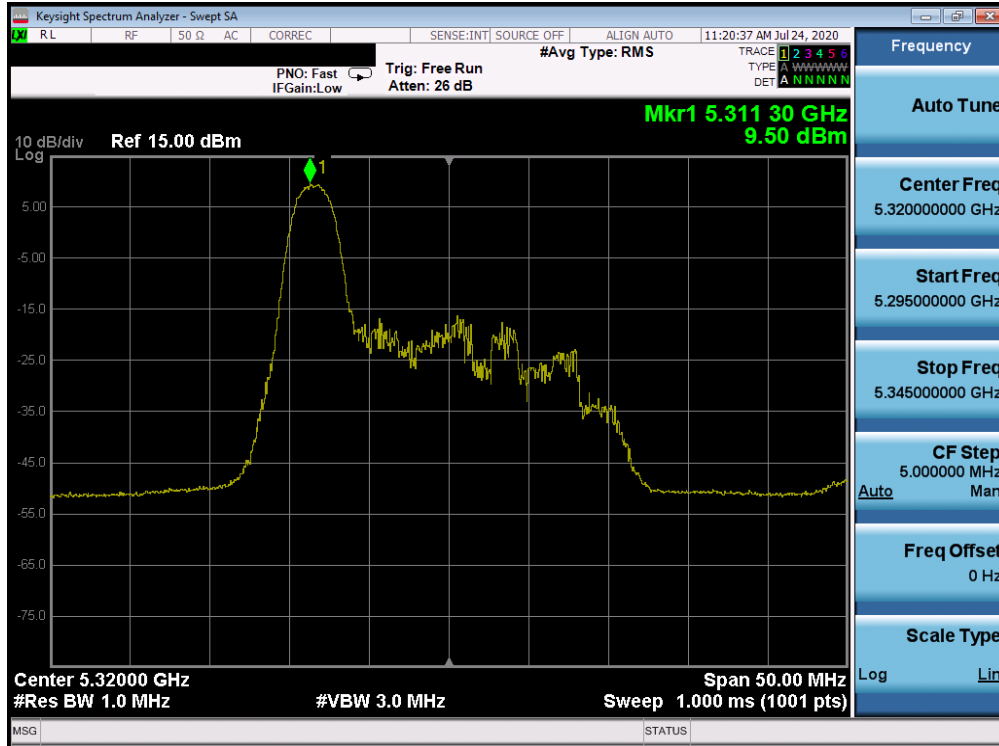 Keysight Spectrum Analyzer - Swept SA
LXI RL RF 50 Ω AC CORREC SENSE:INT SOURCE OFF ALIGN AUTO 11:20:37 AM Jul 24, 2020
#Avg Type: RMS
TRACE 1 2 3 4 5 6
PNO: Fast Trig: Free Run
TYPE A WWWWW
IFGain:Low Atten: 26 dB
DET A N N N N N
Mkr1 5.311 30 GHz
9.50 dBm
10 dB/div Ref 15.00 dBm
Log
1
5.00
-5.00
-15.0
-25.0
-35.0
-45.0
-55.0
-65.0
-75.0
Center 5.32000 GHz Span 50.00 MHz
#Res BW 1.0 MHz #VBW 3.0 MHz Sweep 1.000 ms (1001 pts)
MSG STATUS
Frequency
Auto Tune
Center Freq
5.320000000 GHz
Start Freq
5.295000000 GHz
Stop Freq
5.345000000 GHz
CF Step
5.000000 MHz
Auto Man
Freq Offset
0 Hz
Scale Type
Log Lin